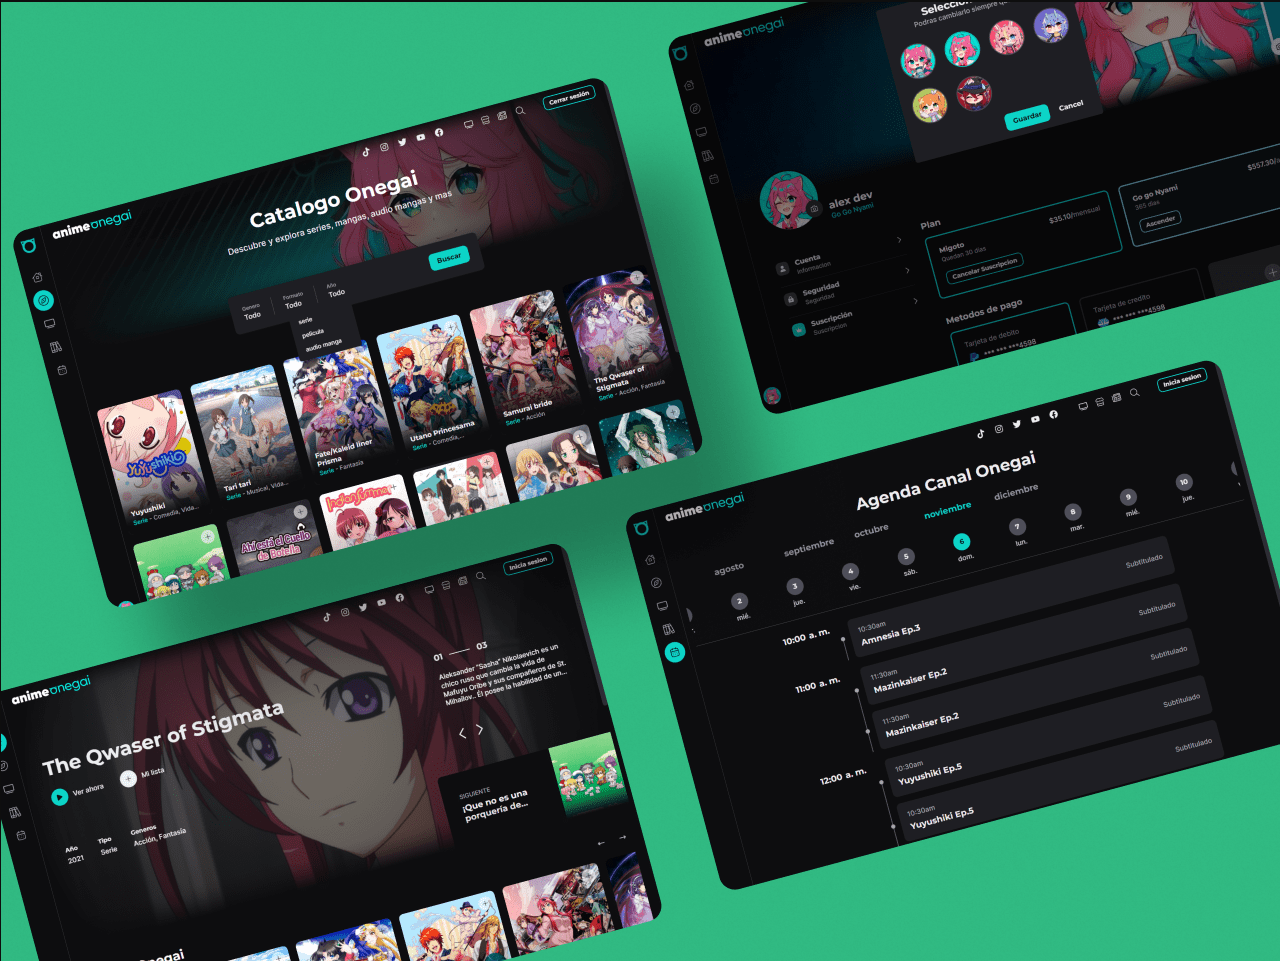 animeonegai
Cerrar sesión
Catalogo Onegai
Descubre y explora series, mangas, audio mangas y mas
Genero
Todo
Formato
Todo
Año
Todo
Buscar
serie
pelicula
audio manga
Yuyushiki
Yuyushiki
Serie - Comedia, Vida...
Tari tari
Serie - Musical, Vida...
Fate/Kaleid liner
Prisma
Serie - Fantasia
Utano Princesama
Serie - Comedia,...
Samurai bride
Serie - Acción
The Qwaser of
Stigmata
Serie - Acción, Fantasia
Ahí está el Cuello
de Botella
animeonegai
Podras cambiarlo siempre
Guardar
Cancel
alex dev
Go Go Nyami
Cuenta
Informacion
Seguridad
Seguridad
Suscripción
Suscripcion
Plan
Migoto
Quedan 30 dias
$35.10/mensual
Cancelar Suscripcion
Go go Nyami
365 dias
Ascender
Metodos de pago
Tarjeta de debito
*** *** ***4598
Tarjeta de credito
*** *** ***4598
animeonegai
Inicia sesion
The Qwaser of Stigmata
Ver ahora
Mi lista
Año
2021
Tipo
Serie
Generos
Acción, Fantasia
01
03
Aleksander "Sasha" Nikolaevich es un
chico ruso que cambia la vida de
Mafuyu Oribe y sus compañeros de St.
Mihailov.. Él posee la habilidad de un...
SIGUIENTE
¡Que no es una
porquería de...
animeonegai
Inicia sesion
Agenda Canal Onegai
agosto
septiembre
octubre
noviembre
diciembre
2
mié.
3
jue.
4
vie.
5
sáb.
6
dom.
7
lun.
8
mar.
9
mié.
10
jue.
10:00 a. m.
10:30am
Amnesia Ep.3
Subtitulado
11:00 a. m.
11:30am
Mazinkaiser Ep.2
Subtitulado
11:30am
Mazinkaiser Ep.2
Subtitulado
12:00 a. m.
10:30am
Yuyushiki Ep.5
Subtitulado
10:30am
Yuyushiki Ep.5
Subtitulado